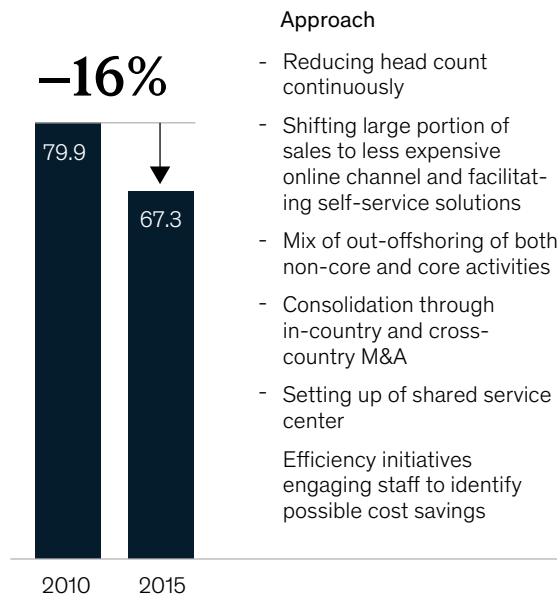 –16%
79.9
67.3
2010
2015
Approach
- Reducing head count
continuously
- Shifting large portion of
sales to less expensive
online channel and facilitat-
ing self-service solutions
- Mix of out-offshoring of both
non-core and core activities
- Consolidation through
in-country and cross-
country M&A
- Setting up of shared service
center
Efficiency initiatives
engaging staff to identify
possible cost savings